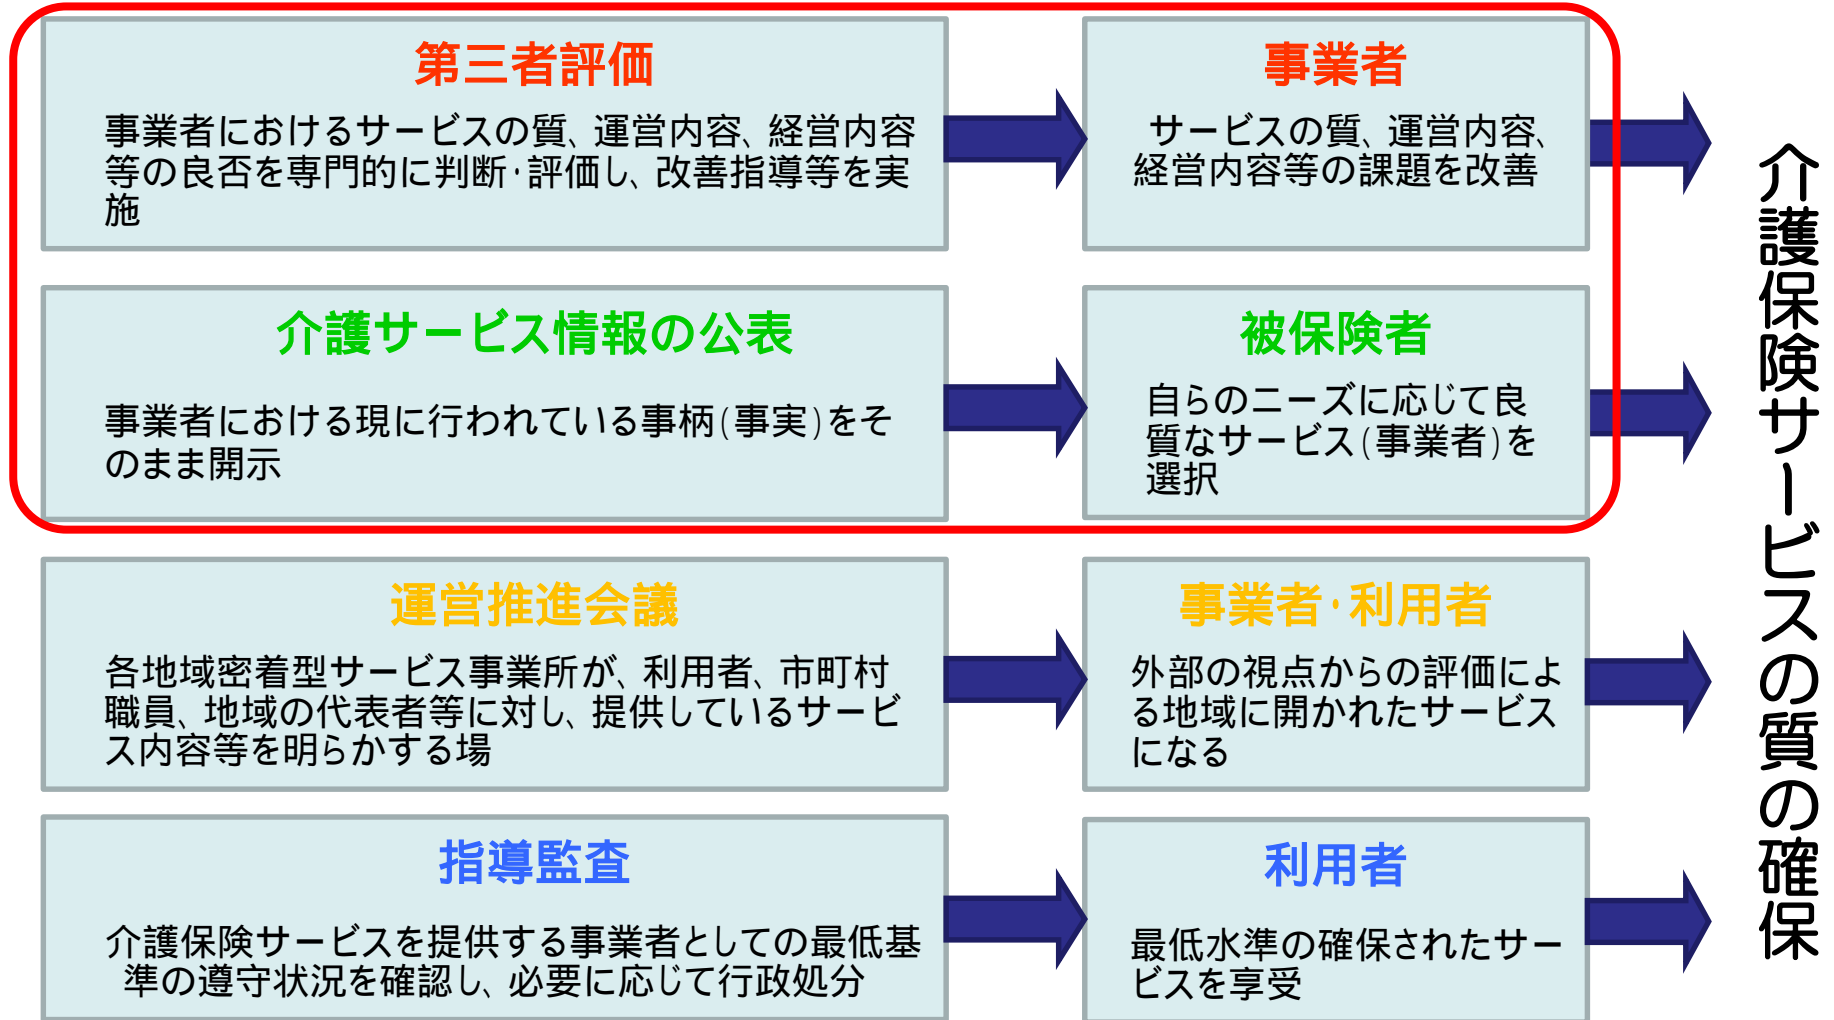 第三者評価
事業者におけるサービスの質、運営内容、経営内容
等の良否を専門的に判断・評価し、改善指導等を実
施
事業者
サービスの質、運営内容、
経営内容等の課題を改善
介護サービス情報の公表
事業者における現に行われている事柄(事実)をそ
のまま開示
被保険者
自らのニーズに応じて良
質なサービス(事業者)を
選択
運営推進会議
各地域密着型サービス事業所が、利用者、市町村
職員、地域の代表者等に対し、提供しているサービ
ス内容等を明らかする場
事業者・利用者
外部の視点からの評価によ
る地域に開かれたサービス
になる
指導監査
介護保険サービスを提供する事業者としての最低基
準の遵守状況を確認し、必要に応じて行政処分
利用者
最低水準の確保されたサー
ビスを享受
介護保険サービスの質の確保